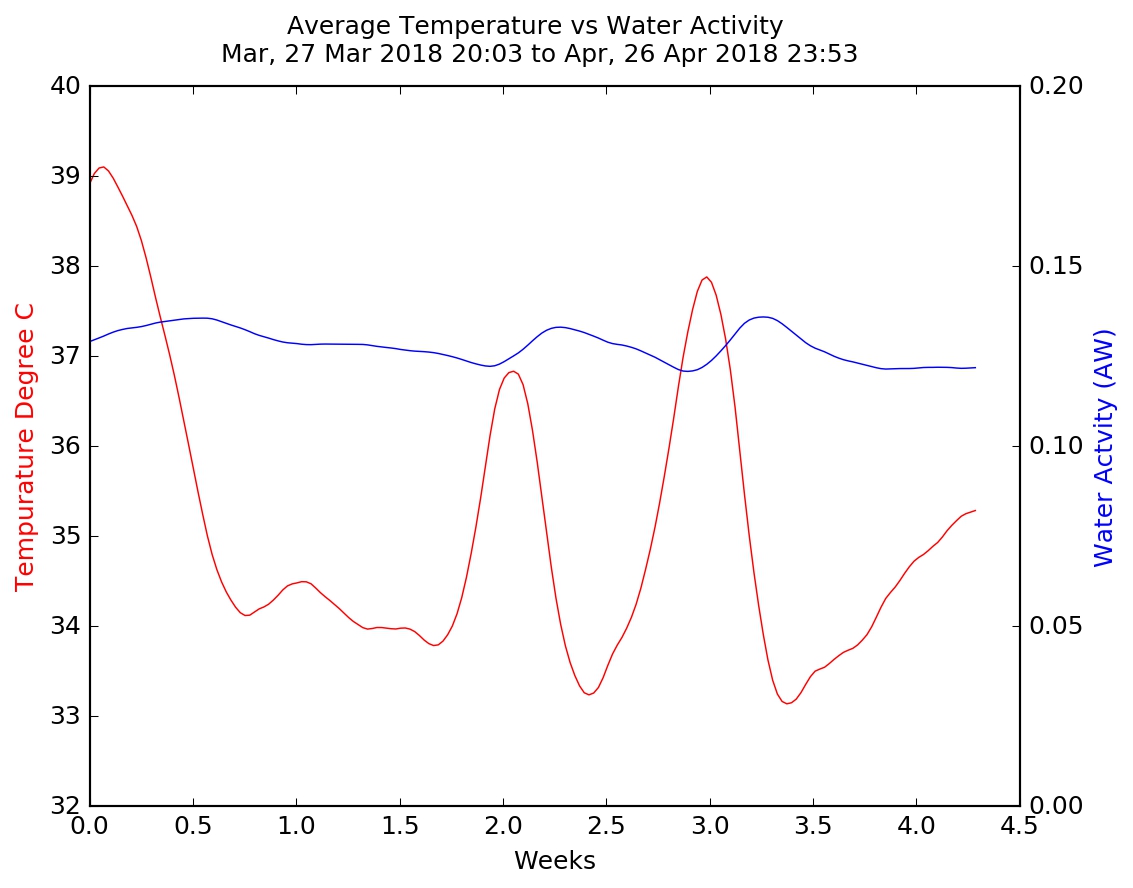 Average Temperature vs Water Activity
Mar, 27 Mar 2018 20:03 to Apr, 26 Apr 2018 23:53
40
39
38
37
36
35
34
33
32
Tempurature Degree C
0.20
0.15
0.10
0.05
0.00
Water Actvity (AW)
0.0 0.5 1.0 1.5 2.0 2.5 3.0 3.5 4.0 4.5
Weeks